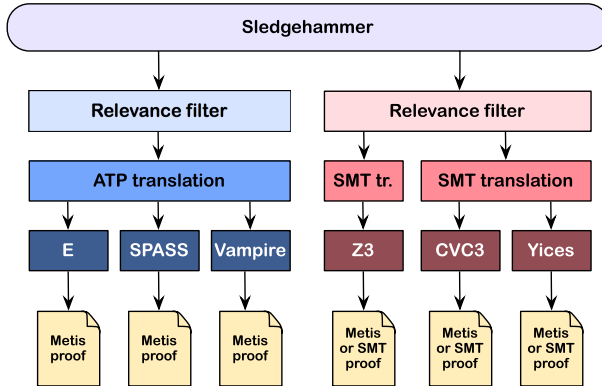 Sledgehammer
Relevance filter
Relevance filter
ATP translation
SMT tr.
SMT translation
E
SPASS
Vampire
Z3
CVC3
Yices
Metis
proof
Metis
proof
Metis
proof
Metis
or SMT
proof
Metis
or SMT
proof
Metis
or SMT
proof